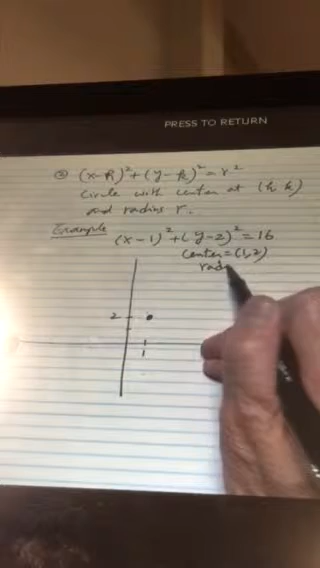 PRESS TO RETURN
③ (x-h)² + (y-k)² = r²
Circle with center at (h, k)
and radius r.
Example
(x-1)² + (y-2)² = 16
center = (1,2)
rad
2
1